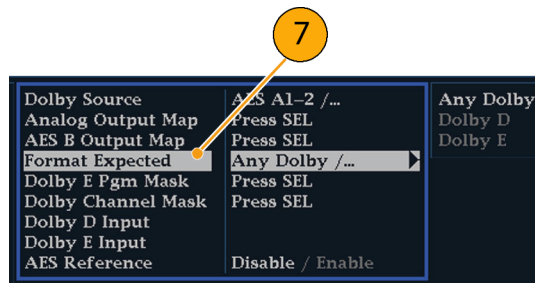 7
Dolby Source AES A1–2 /... Any Dolby
Analog Output Map Press SEL Dolby D
AES B Output Map Press SEL Dolby E
Format Expected Any Dolby /...
Dolby E Pgm Mask Press SEL
Dolby Channel Mask Press SEL
Dolby D Input
Dolby E Input
AES Reference Disable / Enable